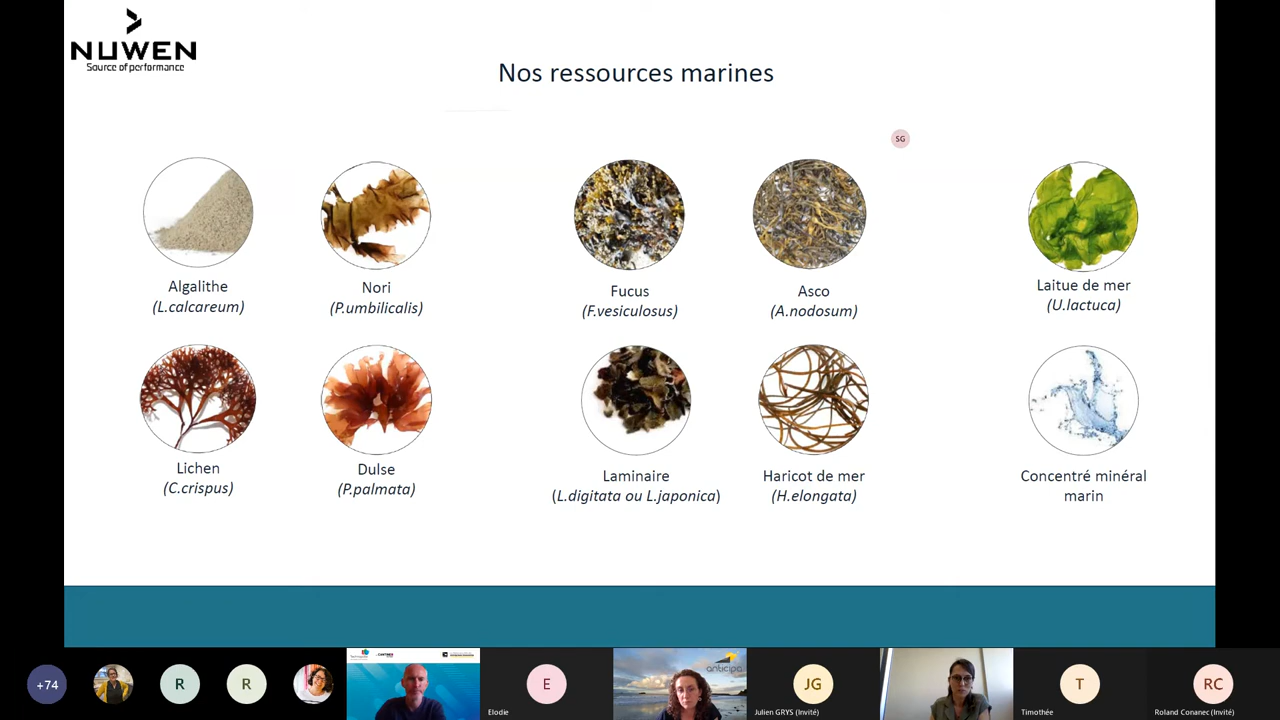 NUWEN
Source of performance
Nos ressources marines
SG
Algalithe
(L.calcareum)
Nori
(P.umbilicalis)
Fucus
(F.vesiculosus)
Asco
(A.nodosum)
Laitue de mer
(U.lactuca)
Lichen
(C.crispus)
Dulse
(P.palmata)
Laminaire
(L.digitata ou L.japonica)
Haricot de mer
(H.elongata)
Concentré minéral
marin
+74
R
R
E
Elodie
anticipa
JG
Julien GRYS (Invité)
T
Timothée
RC
Roland Conanec (Invité)